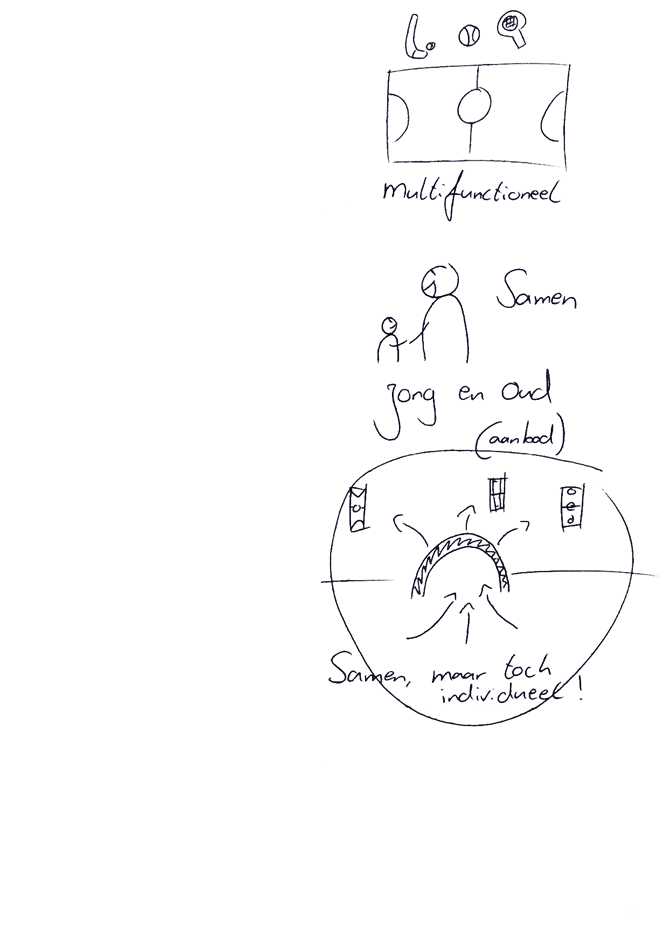 multifunctioneel
Samen
Jong en Oud
(aanbod)
Samen, maar toch
individueel!